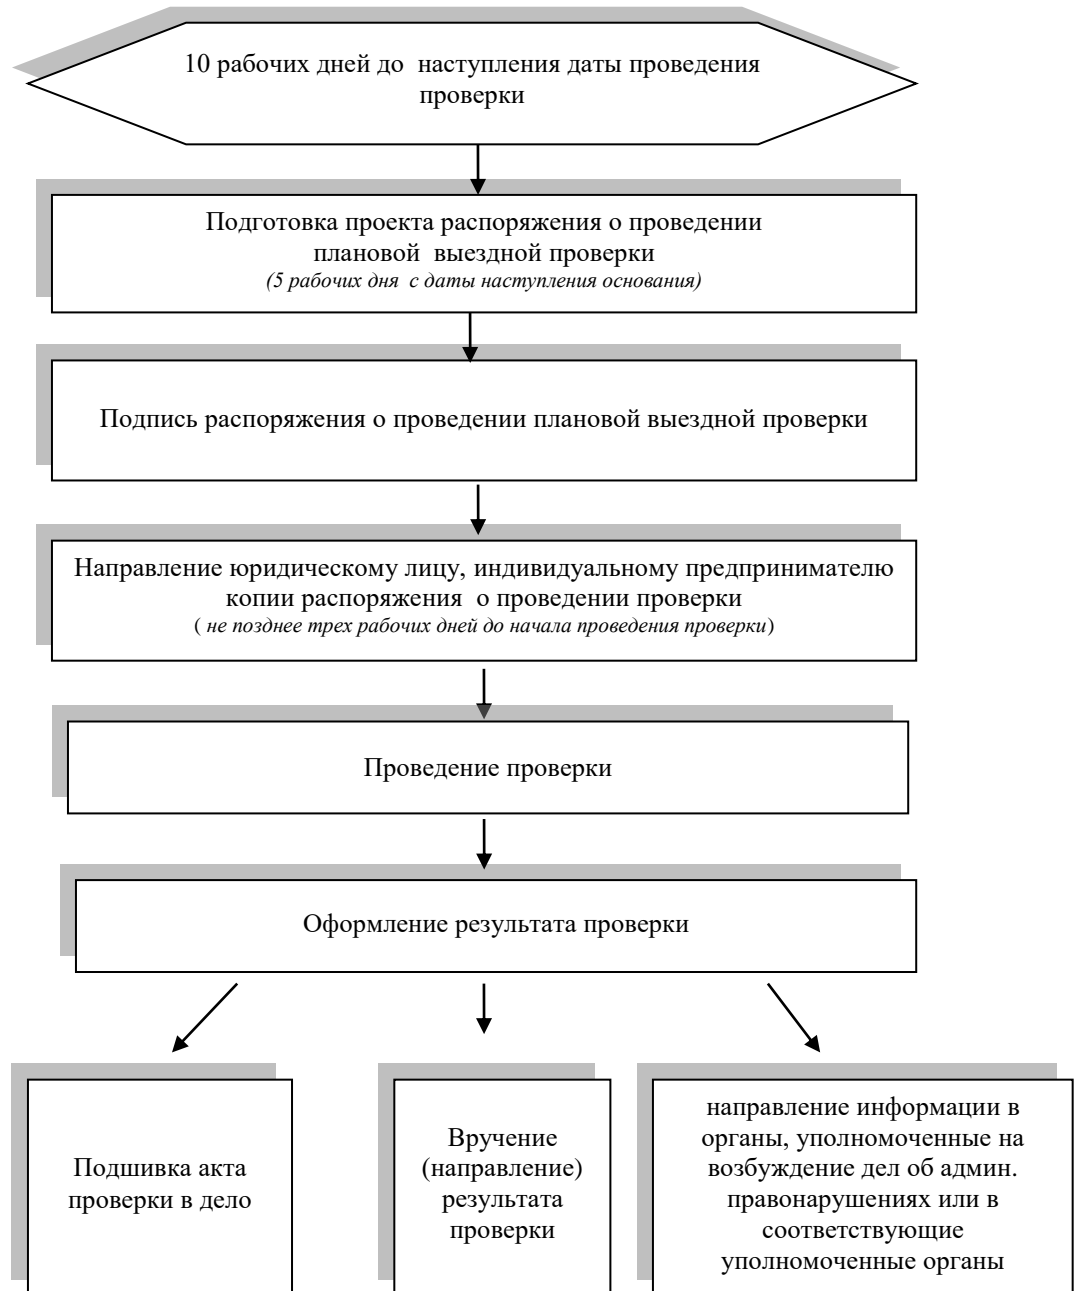 10 рабочих дней до наступления даты проведения
проверки
Подготовка проекта распоряжения о проведении
плановой выездной проверки
(5 рабочих дня с даты наступления основания)
Подпись распоряжения о проведении плановой выездной проверки
Направление юридическому лицу, индивидуальному предпринимателю
копии распоряжения о проведении проверки
( не позднее трех рабочих дней до начала проведения проверки)
Проведение проверки
Оформление результата проверки
Подшивка акта
проверки в дело
Вручение
(направление)
результата
проверки
направление информации в
органы, уполномоченные на
возбуждение дел об админ.
правонарушениях или в
соответствующие
уполномоченные органы